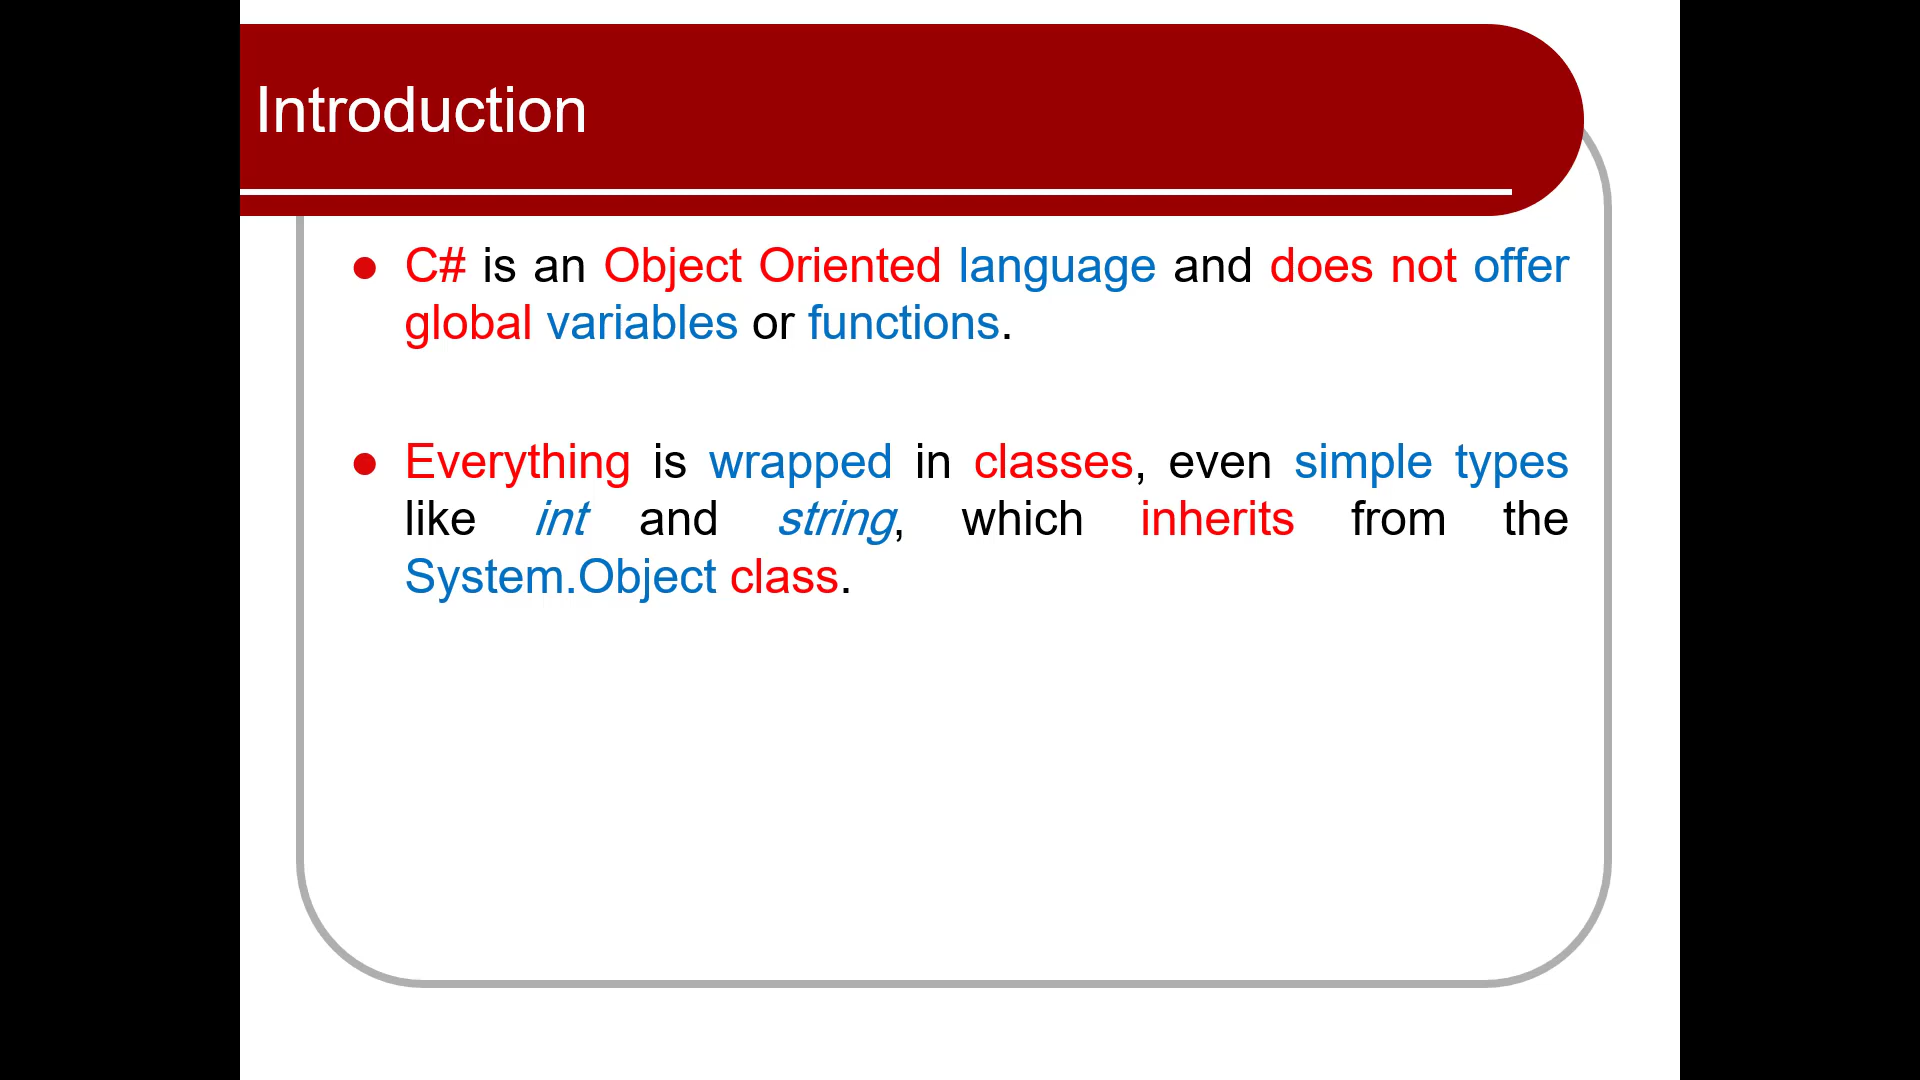 Introduction
● C# is an Object Oriented language and does not offer
global variables or functions.
● Everything is wrapped in classes, even simple types
like int and string, which inherits from the
System.Object class.